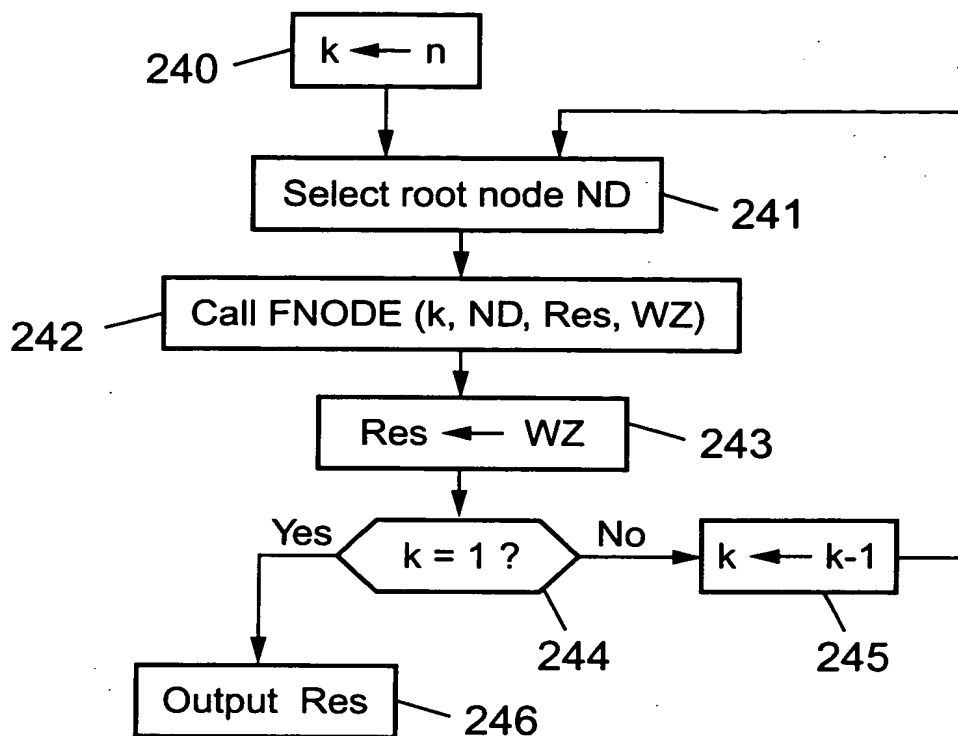 k ← n
240
Select root node ND
241
Call FNODE (k, ND, Res, WZ)
242
Res ← WZ
243
Yes
k = 1 ?
No
k ← k-1
244
245
Output Res
246